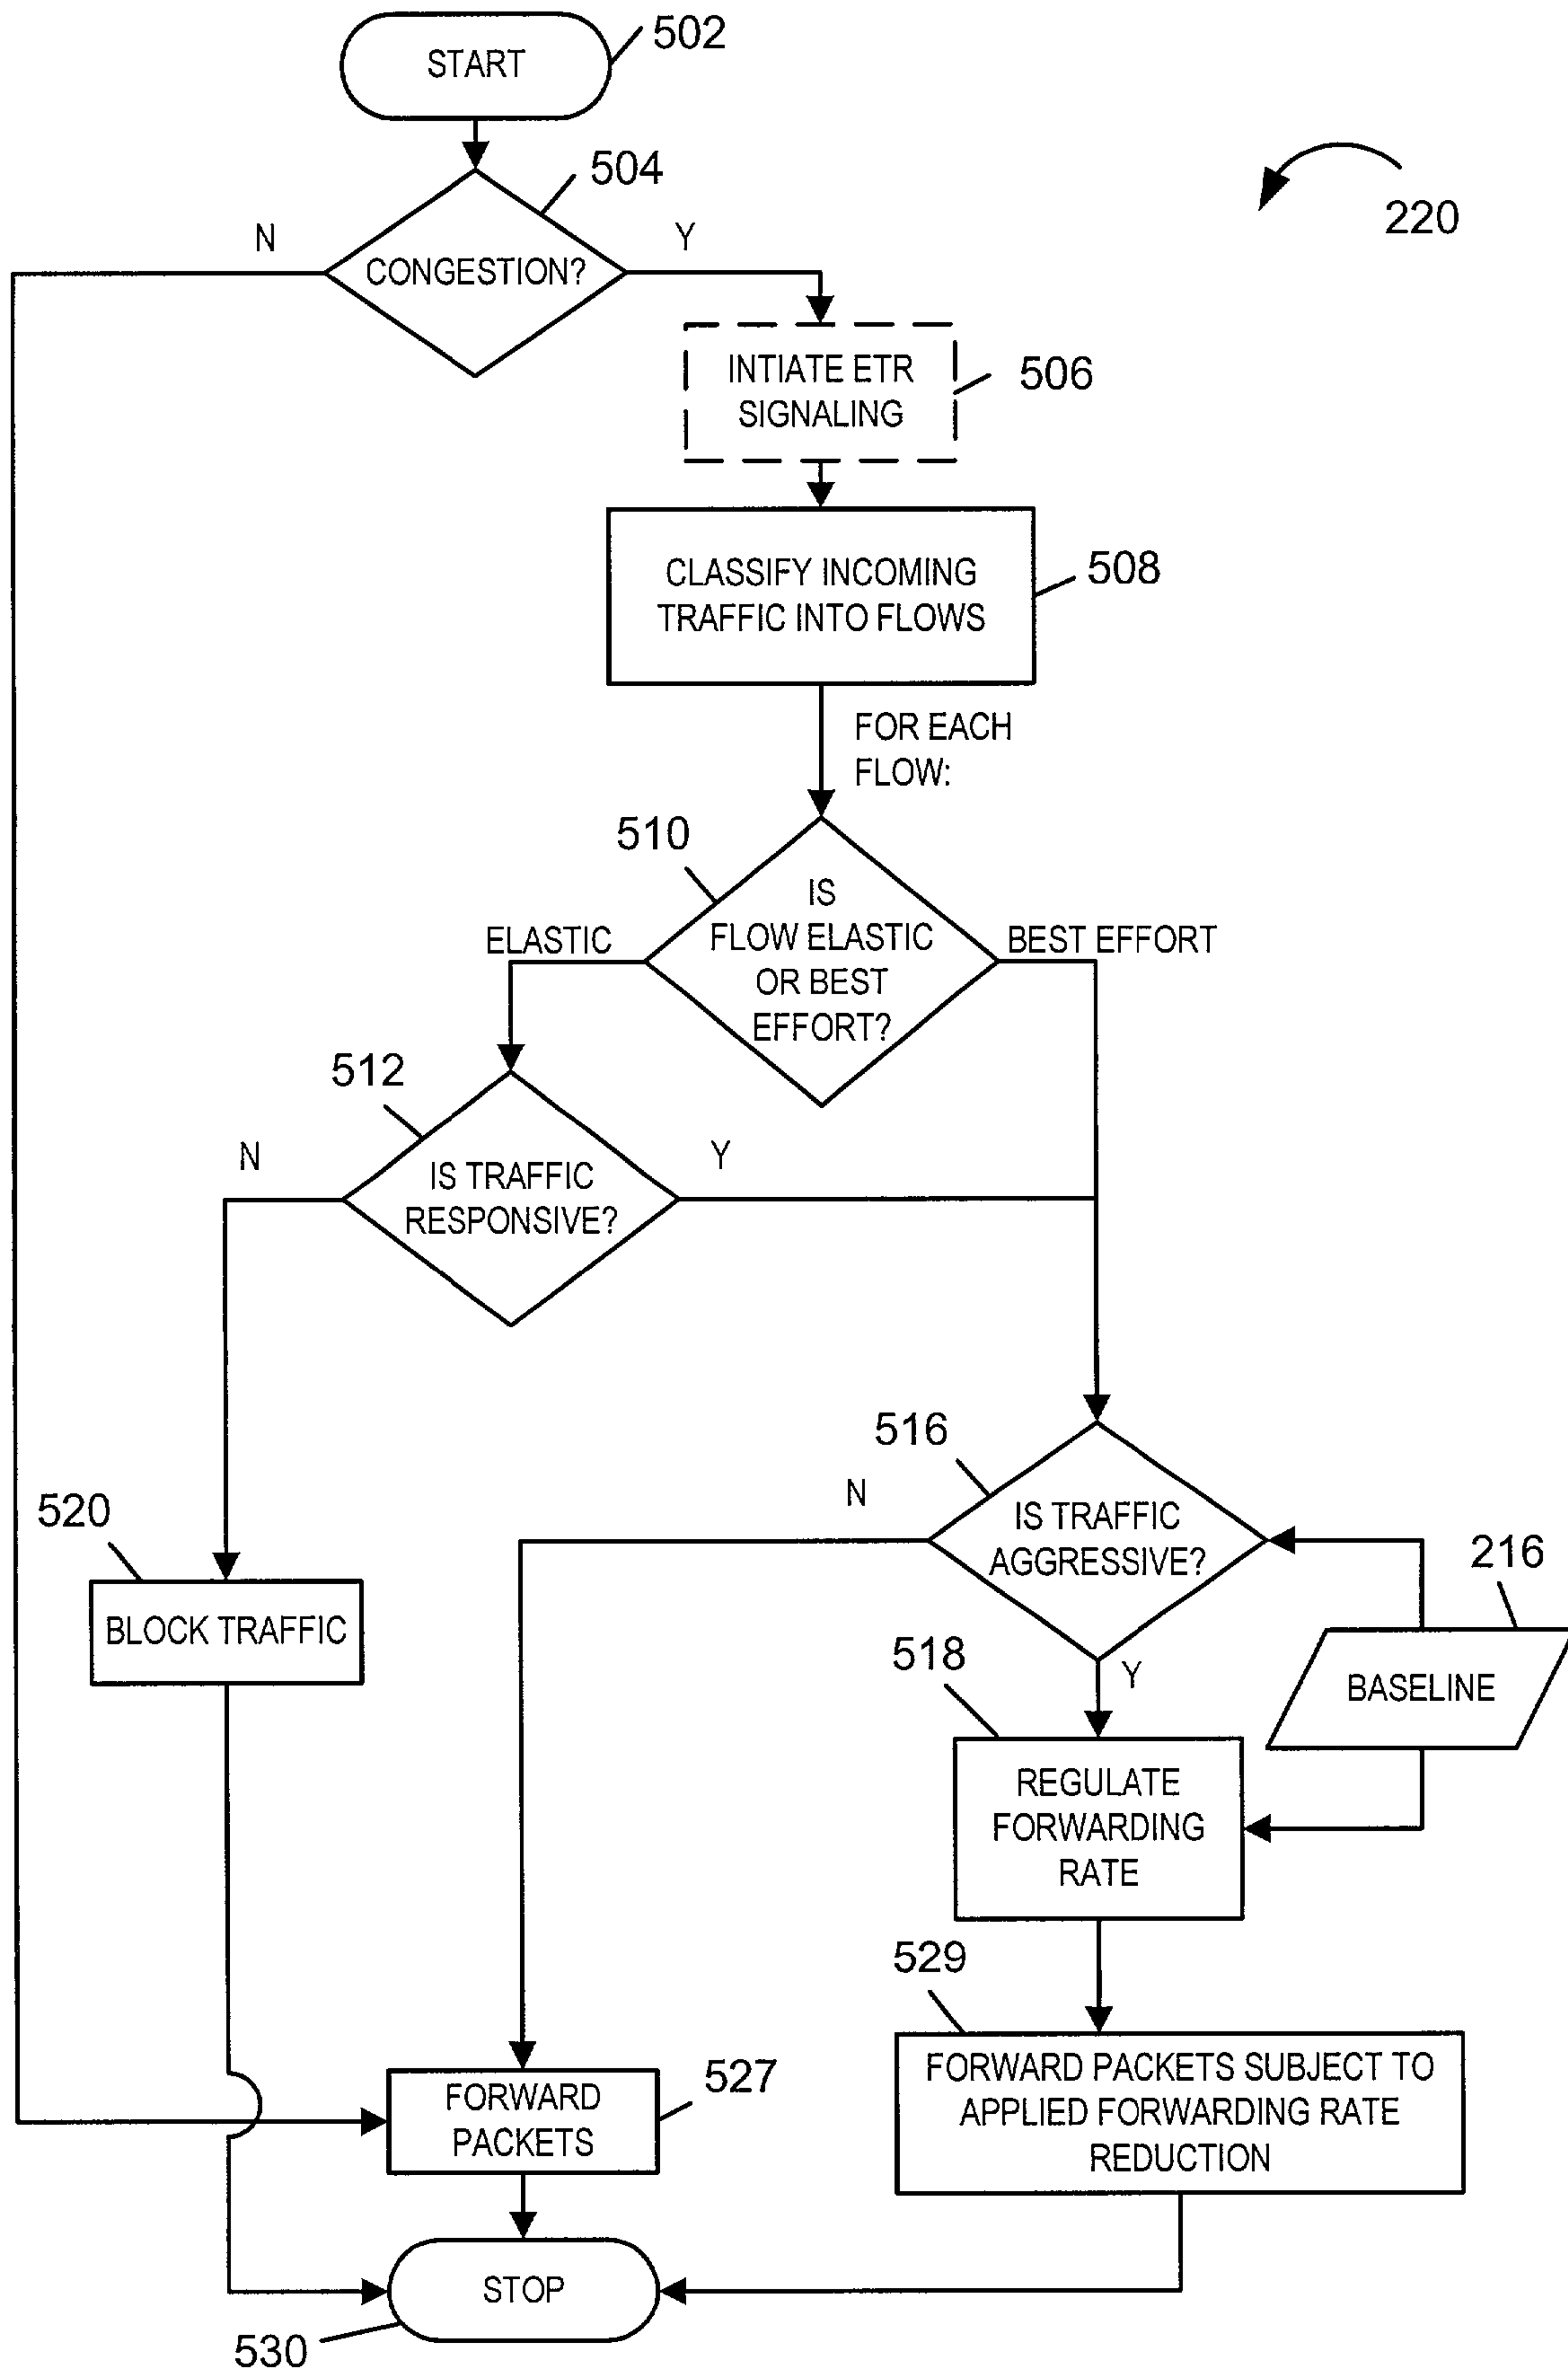 START
502
504
N
Y
220
CONGESTION?
INTIATE ETR
SIGNALING
506
CLASSIFY INCOMING
TRAFFIC INTO FLOWS
508
FOR EACH
FLOW:
510
IS
FLOW ELASTIC
OR BEST
EFFORT?
ELASTIC
BEST EFFORT
512
N
Y
IS TRAFFIC
RESPONSIVE?
516
N
IS TRAFFIC
AGGRESSIVE?
520
216
BLOCK TRAFFIC
518
Y
BASELINE
REGULATE
FORWARDING
RATE
529
FORWARD PACKETS SUBJECT TO
APPLIED FORWARDING RATE
REDUCTION
FORWARD
PACKETS
527
STOP
530